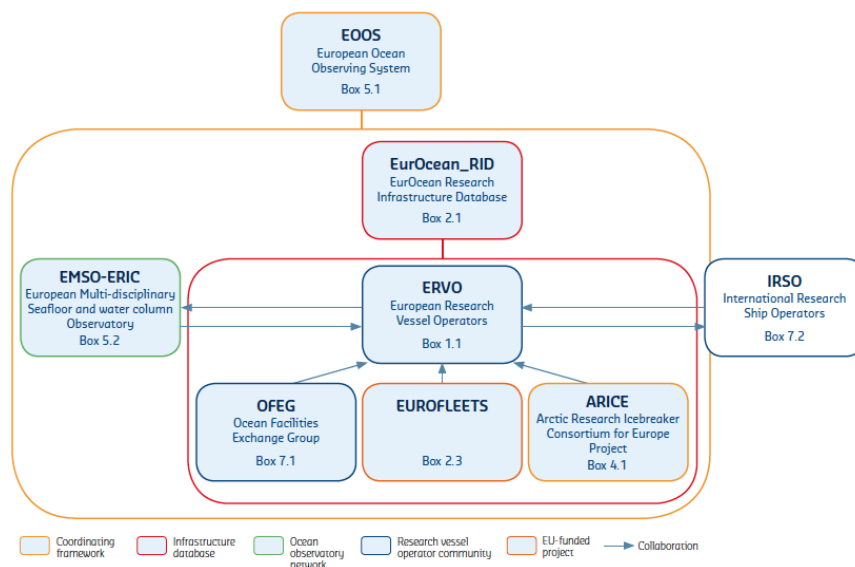 EOOS
European Ocean
Observing System
Box 5.1
EurOcean_RID
EurOcean Research
Infrastructure Database
Box 2.1
EMSO-ERIC
European Multi-disciplinary
Seafloor and water column
Observatory
Box 5.2
ERVO
European Research
Vessel Operators
Box 1.1
IRSO
International Research
Ship Operators
Box 7.2
OFEG
Ocean Facilities
Exchange Group
Box 7.1
EUROFLEETS
Box 2.3
ARICE
Arctic Research Icebreaker
Consortium for Europe
Project
Box 4.1
Coordinating
framework
Infrastructure
database
Ocean
observatory
network
Research vessel
operator community
EU-funded
project
Collaboration